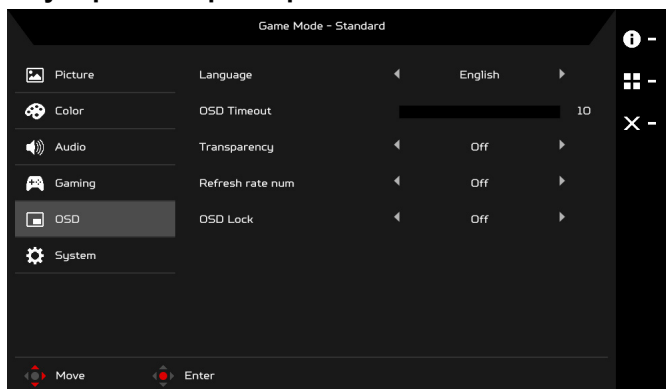 Game Mode - Standard
Picture
Language
English
Color
OSD Timeout
10
Audio
Transparency
Off
Gaming
Refresh rate num
Off
OSD
OSD Lock
Off
System
Move
Enter